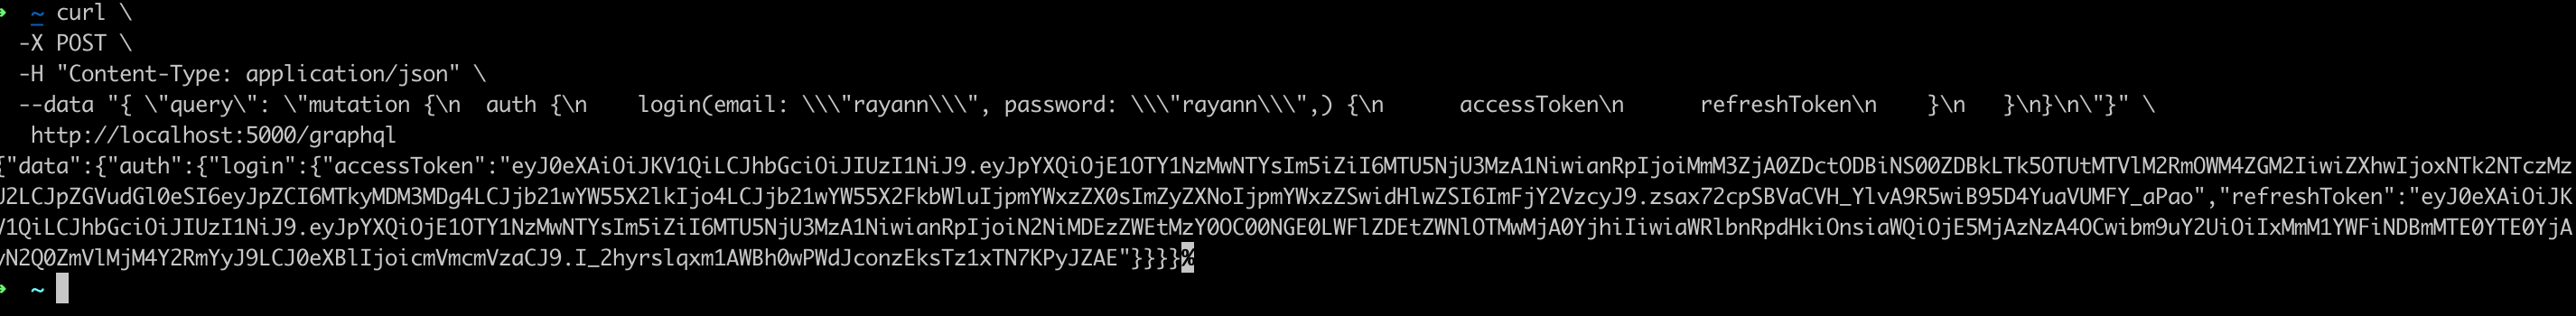 ➜  ~ curl \
  -X POST \
  -H "Content-Type: application/json" \
  --data "{ \"query\": \"mutation {\n  auth {\n    login(email: \\\"rayann\\\", password: \\\"rayann\\\",) {\n      accessToken\n      refreshToken\n    }\n   }\n}\n\"}" \
   http://localhost:5000/graphql
{"data":{"auth":{"login":{"accessToken":"eyJ0eXAiOiJKV1QiLCJhbGciOiJIUzI1NiJ9.eyJpYXQiOjE1OTY1NzMwNTYsIm5iZiI6MTU5NjU3MzA1NiwianRpIjoiMmM3ZjA0ZDctODBiNS00ZDBkLTk5OTUtMTVlM2RmOWM4ZGM2IiwiZXhwIjoxNTk2NTczMz
U2LCJpZGVudGl0eSI6eyJpZCI6MTkyMDM3MDg4LCJjb21wYW55X2lkIjo4LCJjb21wYW55X2FkbWluIjpmYWxzZX0sImZyZXNoIjpmYWxzZSwidHlwZSI6ImFjY2VzcyJ9.zsax72cpSBVaCVH_YlvA9R5wiB95D4YuaVUMFY_aPao","refreshToken":"eyJ0eXAiOiJK
V1QiLCJhbGciOiJIUzI1NiJ9.eyJpYXQiOjE1OTY1NzMwNTYsIm5iZiI6MTU5NjU3MzA1NiwianRpIjoiN2NiMDEzZWEtMzY0OC00NGE0LWFlZDEtZWNlOTMwMjA0YjhiIiwiaWRlbnRpdHkiOnsiaWQiOjE5MjAzNzA4OCwibm9uY2UiOiIxMmM1YWFiNDBmMTE0YTE0YjA
yN2Q0ZmVlMjM4Y2RmYyJ9LCJ0eXBlIjoicmVmcmVzaCJ9.I_2hyrslqxm1AWBh0wPWdJconzEksTz1xTN7KPyJZAE"}}}}%
➜  ~